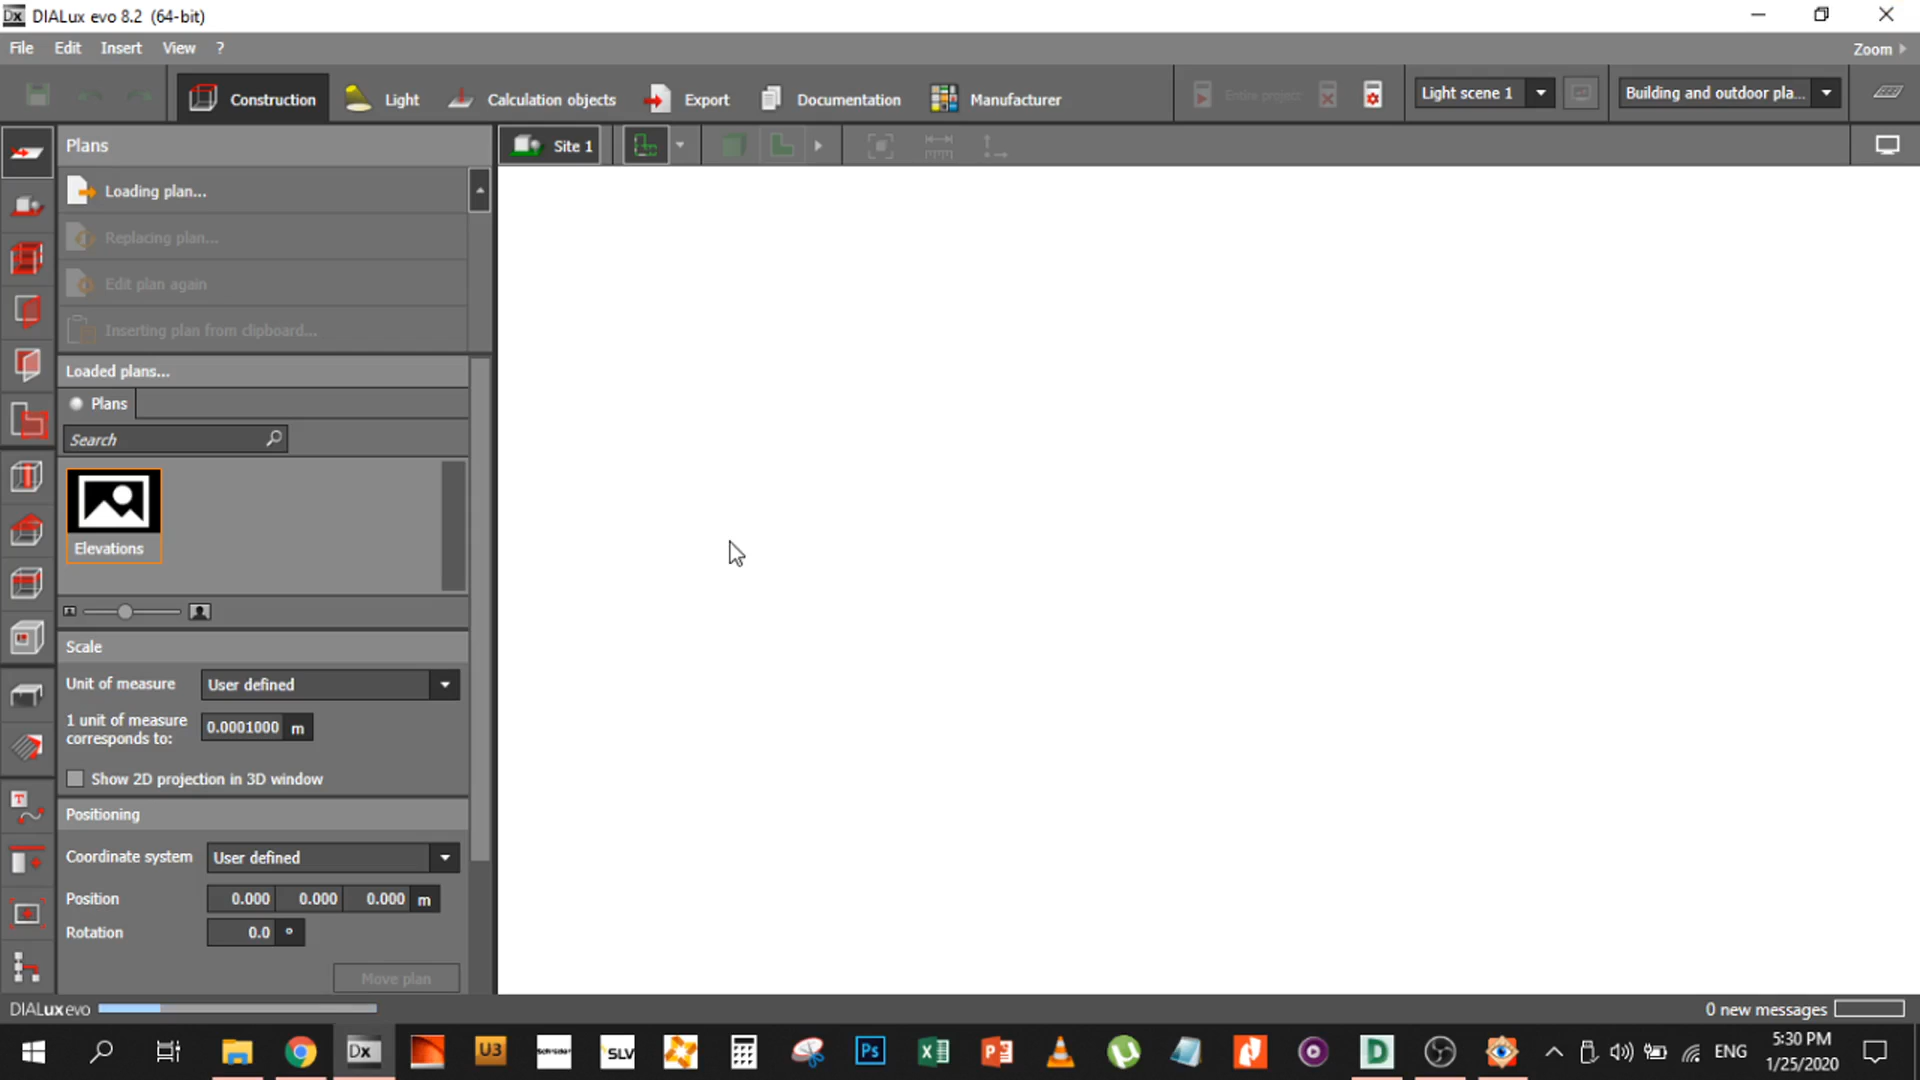 DIALux evo 8.2 (64-bit)
File Edit Insert View ?
Zoom
Construction Light Calculation objects Export Documentation Manufacturer
Entire project
Light scene 1
Building and outdoor pla...
Plans
Site 1
Loading plan...
Replacing plan...
Edit plan again
Inserting plan from clipboard...
Loaded plans...
Plans
Search
Elevations
Scale
Unit of measure User defined
1 unit of measure
corresponds to: 0.0001000 m
Show 2D projection in 3D window
Positioning
Coordinate system User defined
Position 0.000 0.000 0.000 m
Rotation 0.0 °
Move plan
DIALux evo
0 new messages
Dx U3 SLV Ps ENG
5:30 PM
1/25/2020